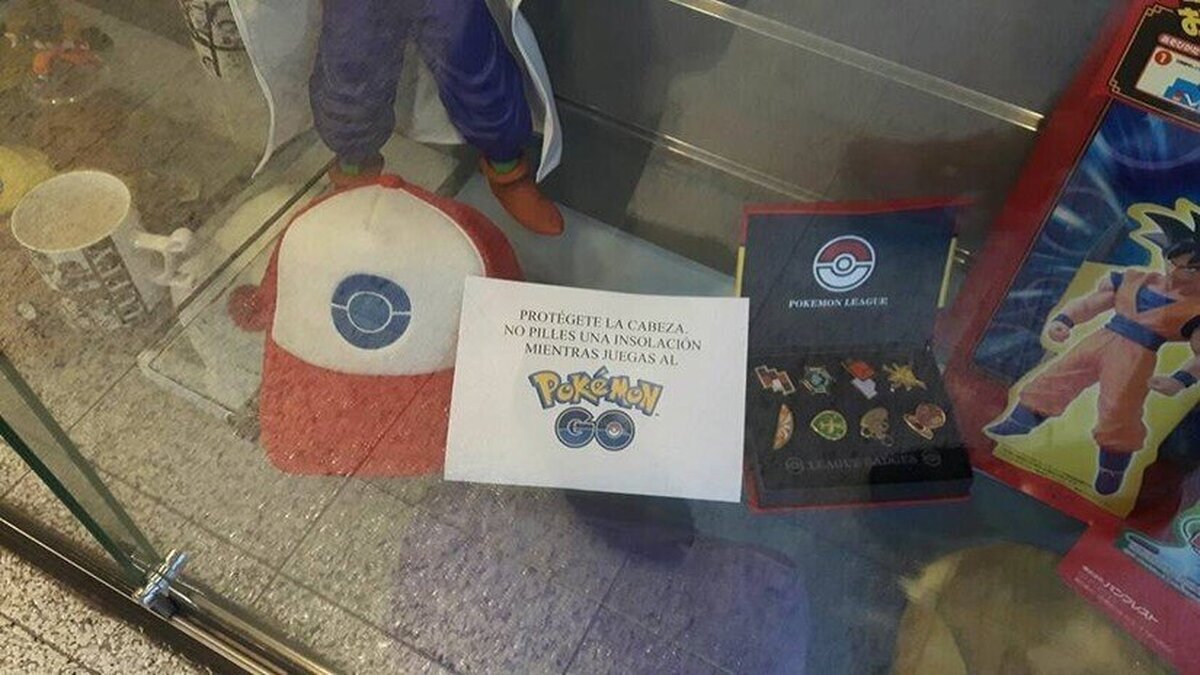 PROTÉGETE LA CABEZA.
NO PILLES UNA INSOLACIÓN
MIENTRAS JUEGAS AL
POKÉMON
GO
POKEMON LEAGUE
LEAGUE BADGES